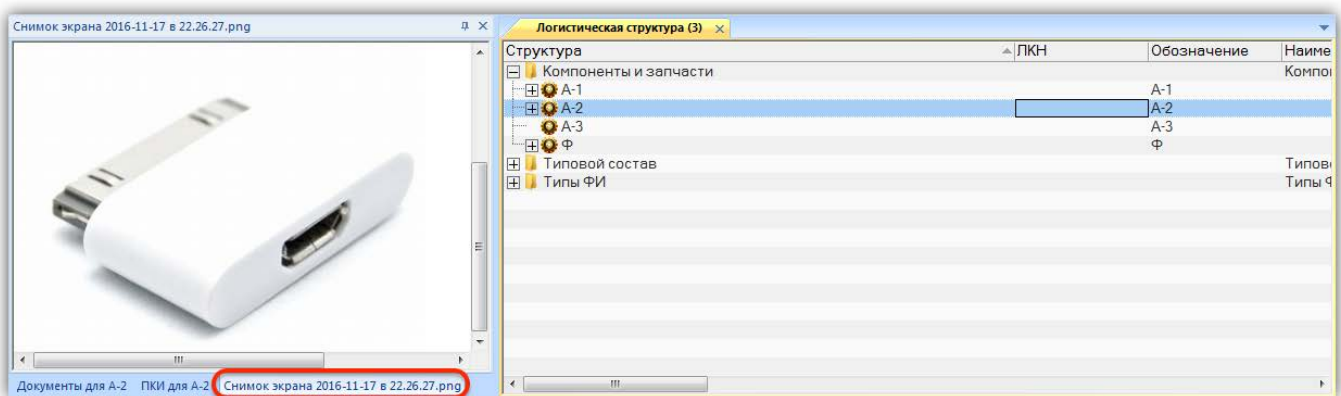 Снимок экрана 2016-11-17 в 22.26.27.png
Логистическая структура (3)
Структура ЛКН Обозначение Наиме
Компоненты и запчасти Компо
А-1 А-1
А-2 А-2
А-3 А-3
Ф Ф
Типовой состав Типов
Типы ФИ Типы Ф
Документы для А-2 ПКИ для А-2 Снимок экрана 2016-11-17 в 22.26.27.png